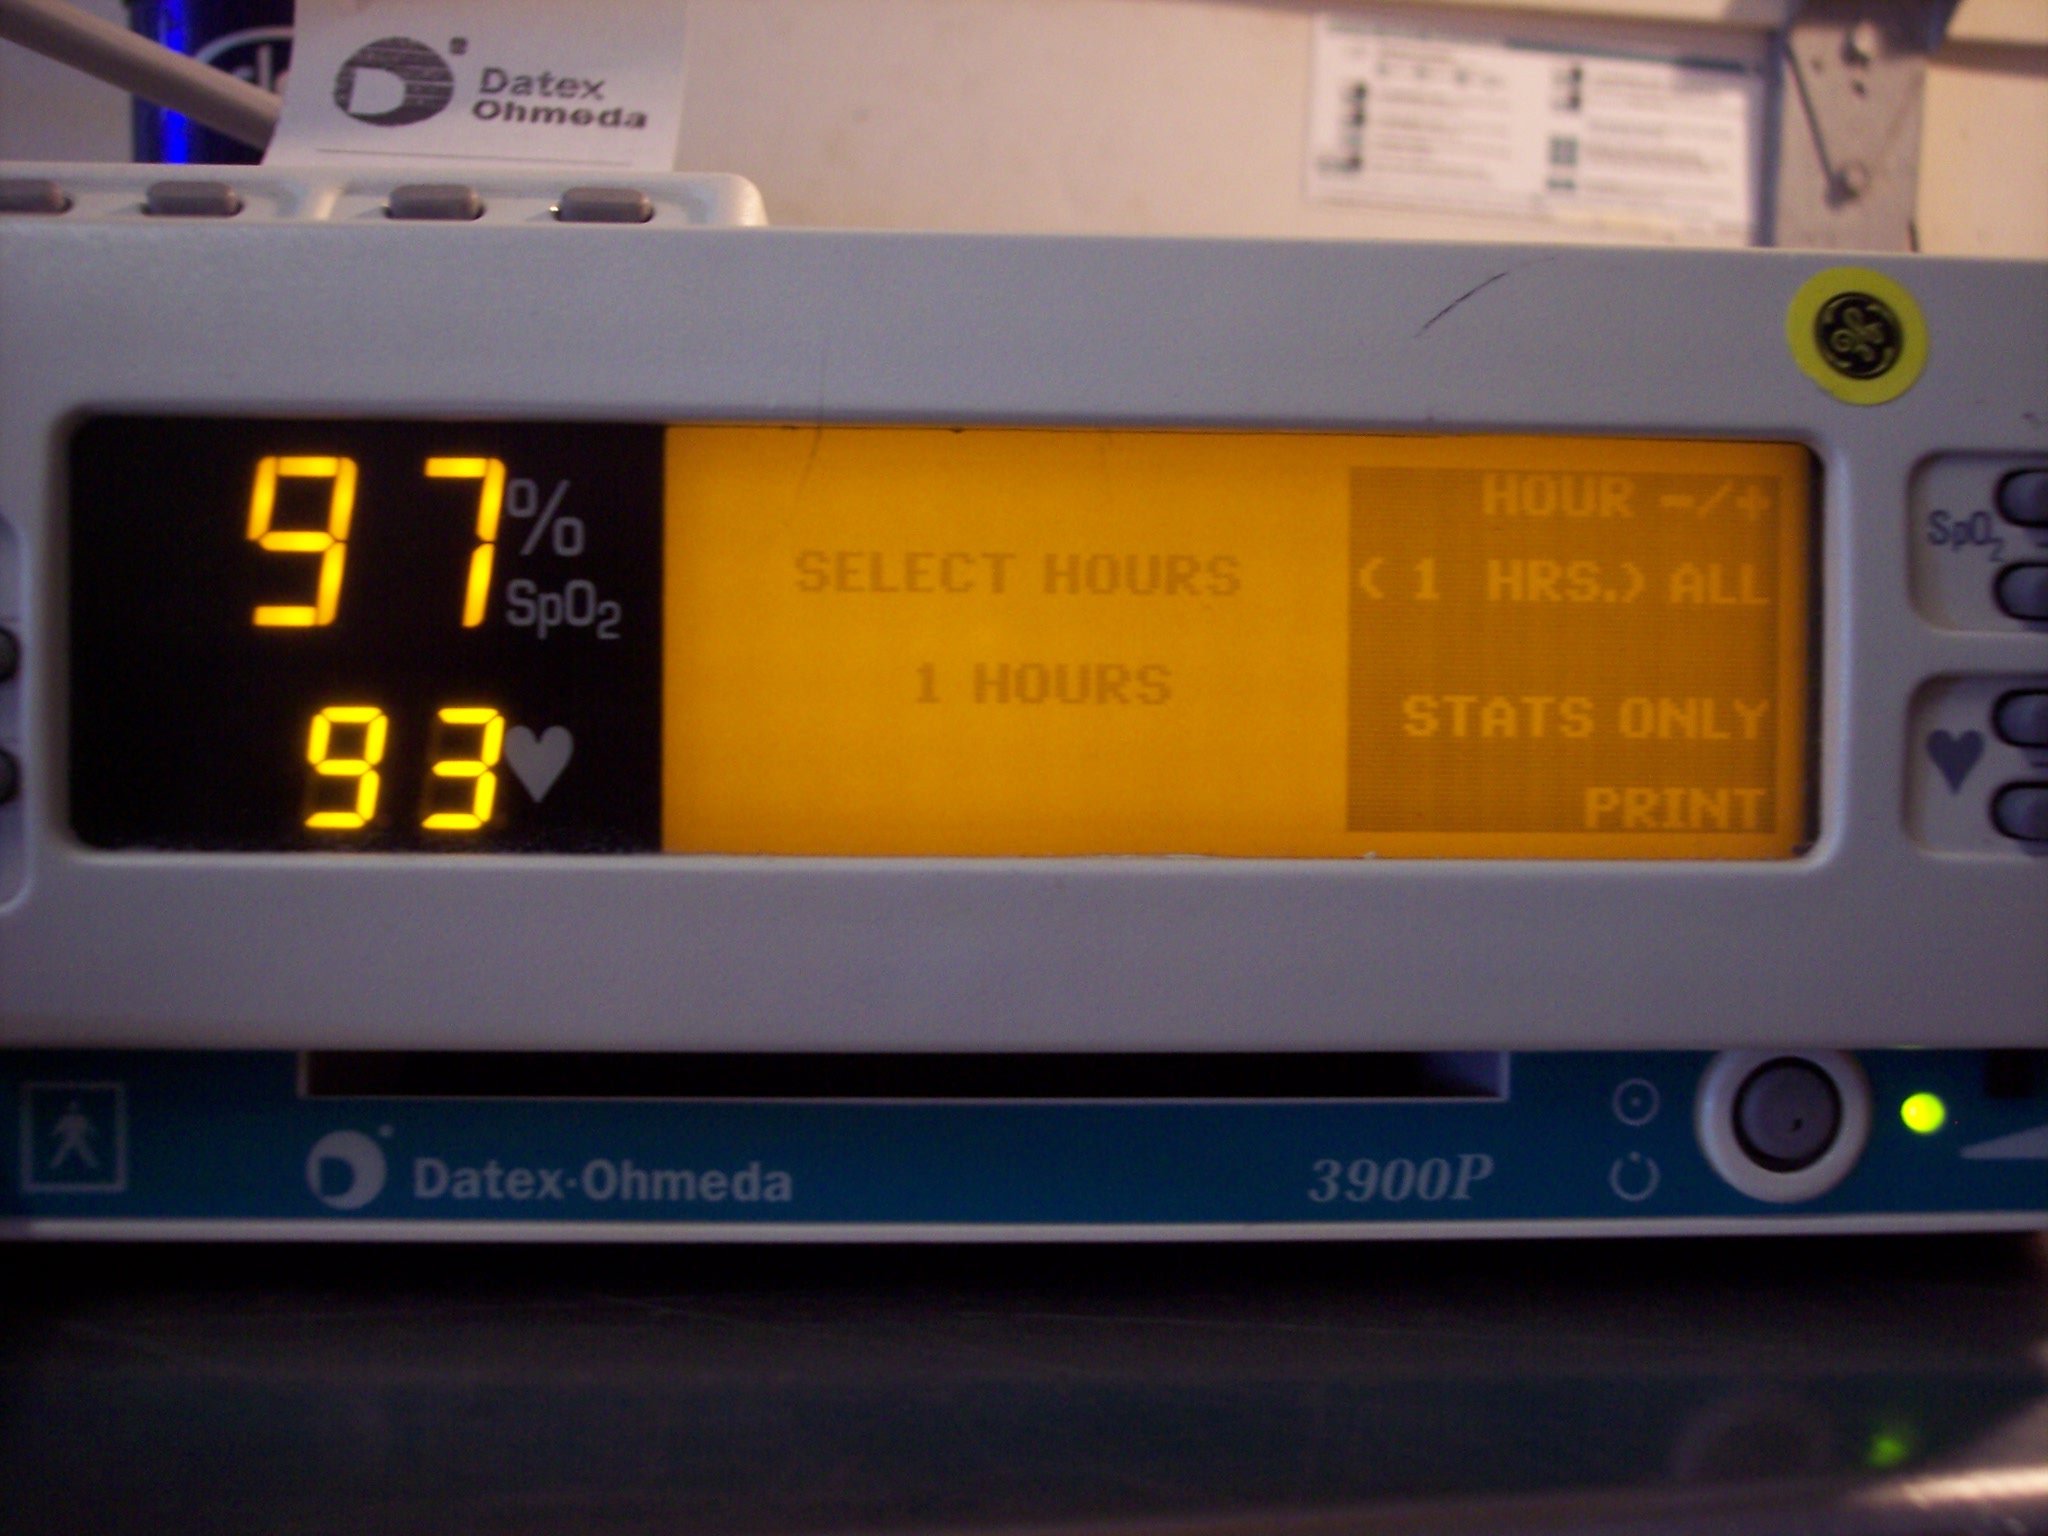 Datex
Ohmeda
97 % SpO2
93
SELECT HOURS
1 HOURS
HOUR -/+
( 1 HRS.) ALL
STATS ONLY
PRINT
SpO2
Datex·Ohmeda
3900P